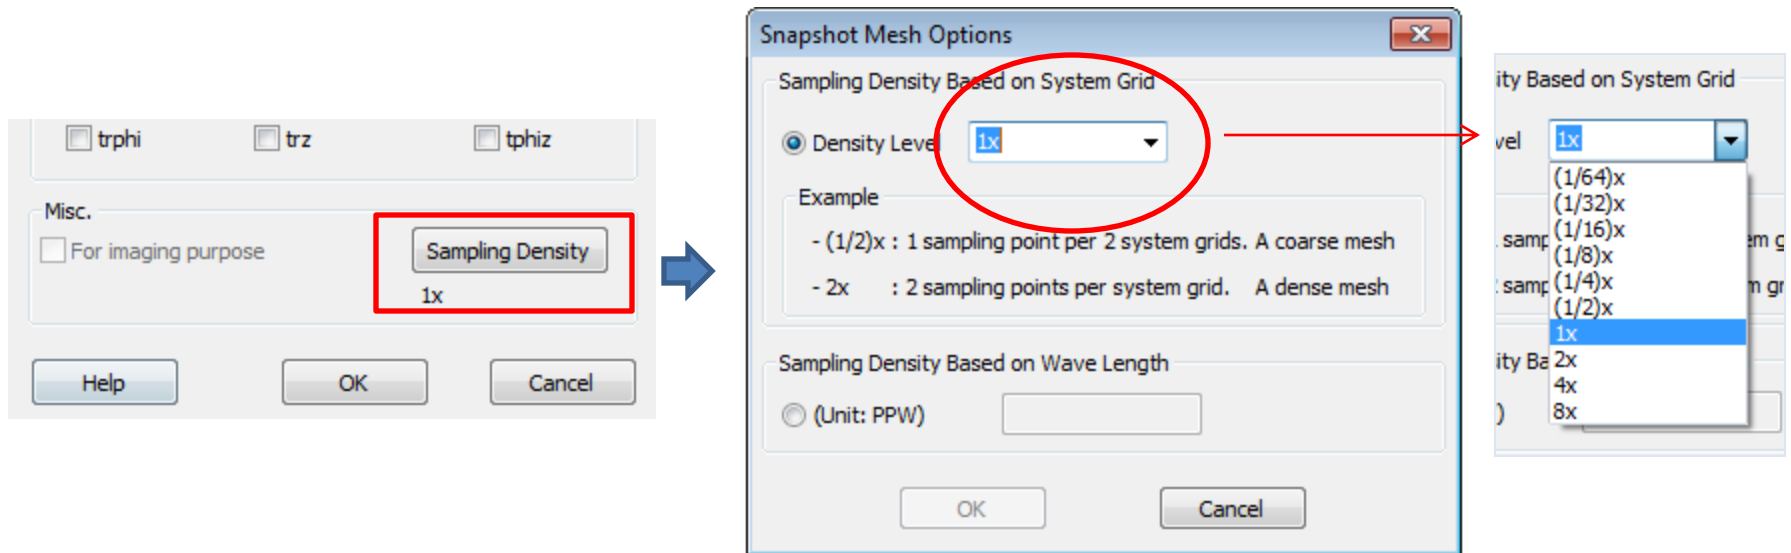 trphi trz tphiz
Misc.
For imaging purpose
Sampling Density
1x
Help OK Cancel
Snapshot Mesh Options
Sampling Density Based on System Grid
Density Level 1x
Example
- (1/2)x : 1 sampling point per 2 system grids. A coarse mesh
- 2x : 2 sampling points per system grid. A dense mesh
Sampling Density Based on Wave Length
(Unit: PPW)
OK Cancel
ity Based on System Grid
vel 1x
(1/64)x
(1/32)x
(1/16)x
samp
(1/8)x
(1/4)x
samp
(1/2)x
1x
ity Ba 2x
4x
) 8x